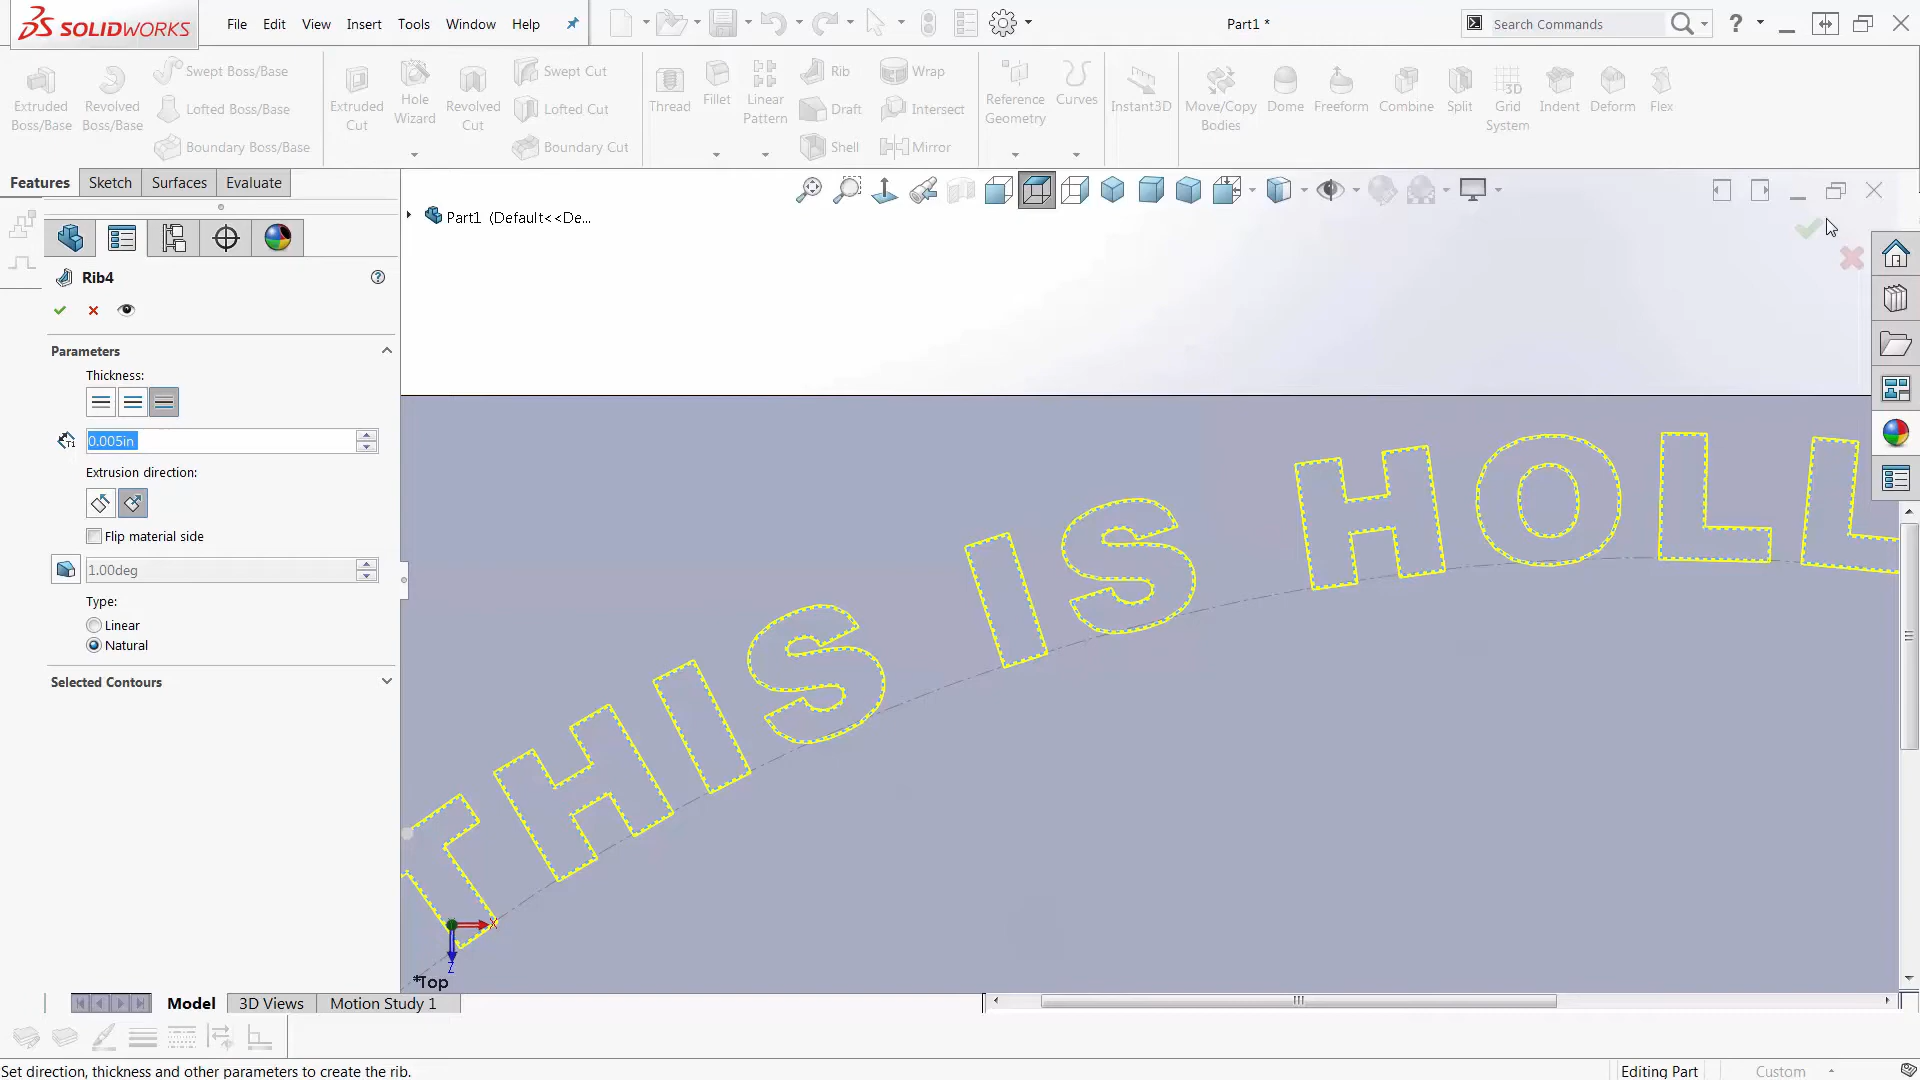 SOLIDWORKS
File Edit View Insert Tools Window Help
Part1 *
Search Commands
Extruded Boss/Base
Revolved Boss/Base
Swept Boss/Base
Lofted Boss/Base
Boundary Boss/Base
Extruded Cut
Hole Wizard
Revolved Cut
Swept Cut
Lofted Cut
Boundary Cut
Thread
Fillet
Linear Pattern
Rib
Draft
Shell
Wrap
Intersect
Mirror
Reference Geometry
Curves
Instant3D
Move/Copy Bodies
Dome
Freeform
Combine
Split
3D Grid System
Indent
Deform
Flex
Features Sketch Surfaces Evaluate
Part1 (Default<<De...
Rib4
Parameters
Thickness:
T1
0.005in
Extrusion direction:
Flip material side
1.00deg
Type:
Linear
Natural
Selected Contours
THIS IS HOLL
X
Z
*Top
Model 3D Views Motion Study 1
Set direction, thickness and other parameters to create the rib.
Editing Part
Custom